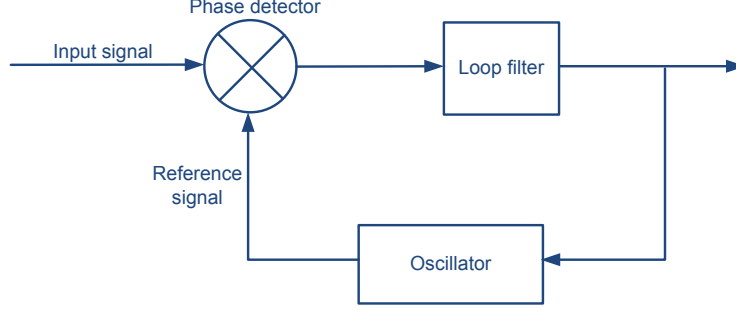 Phase detector
Input signal
Loop filter
Reference
signal
Oscillator